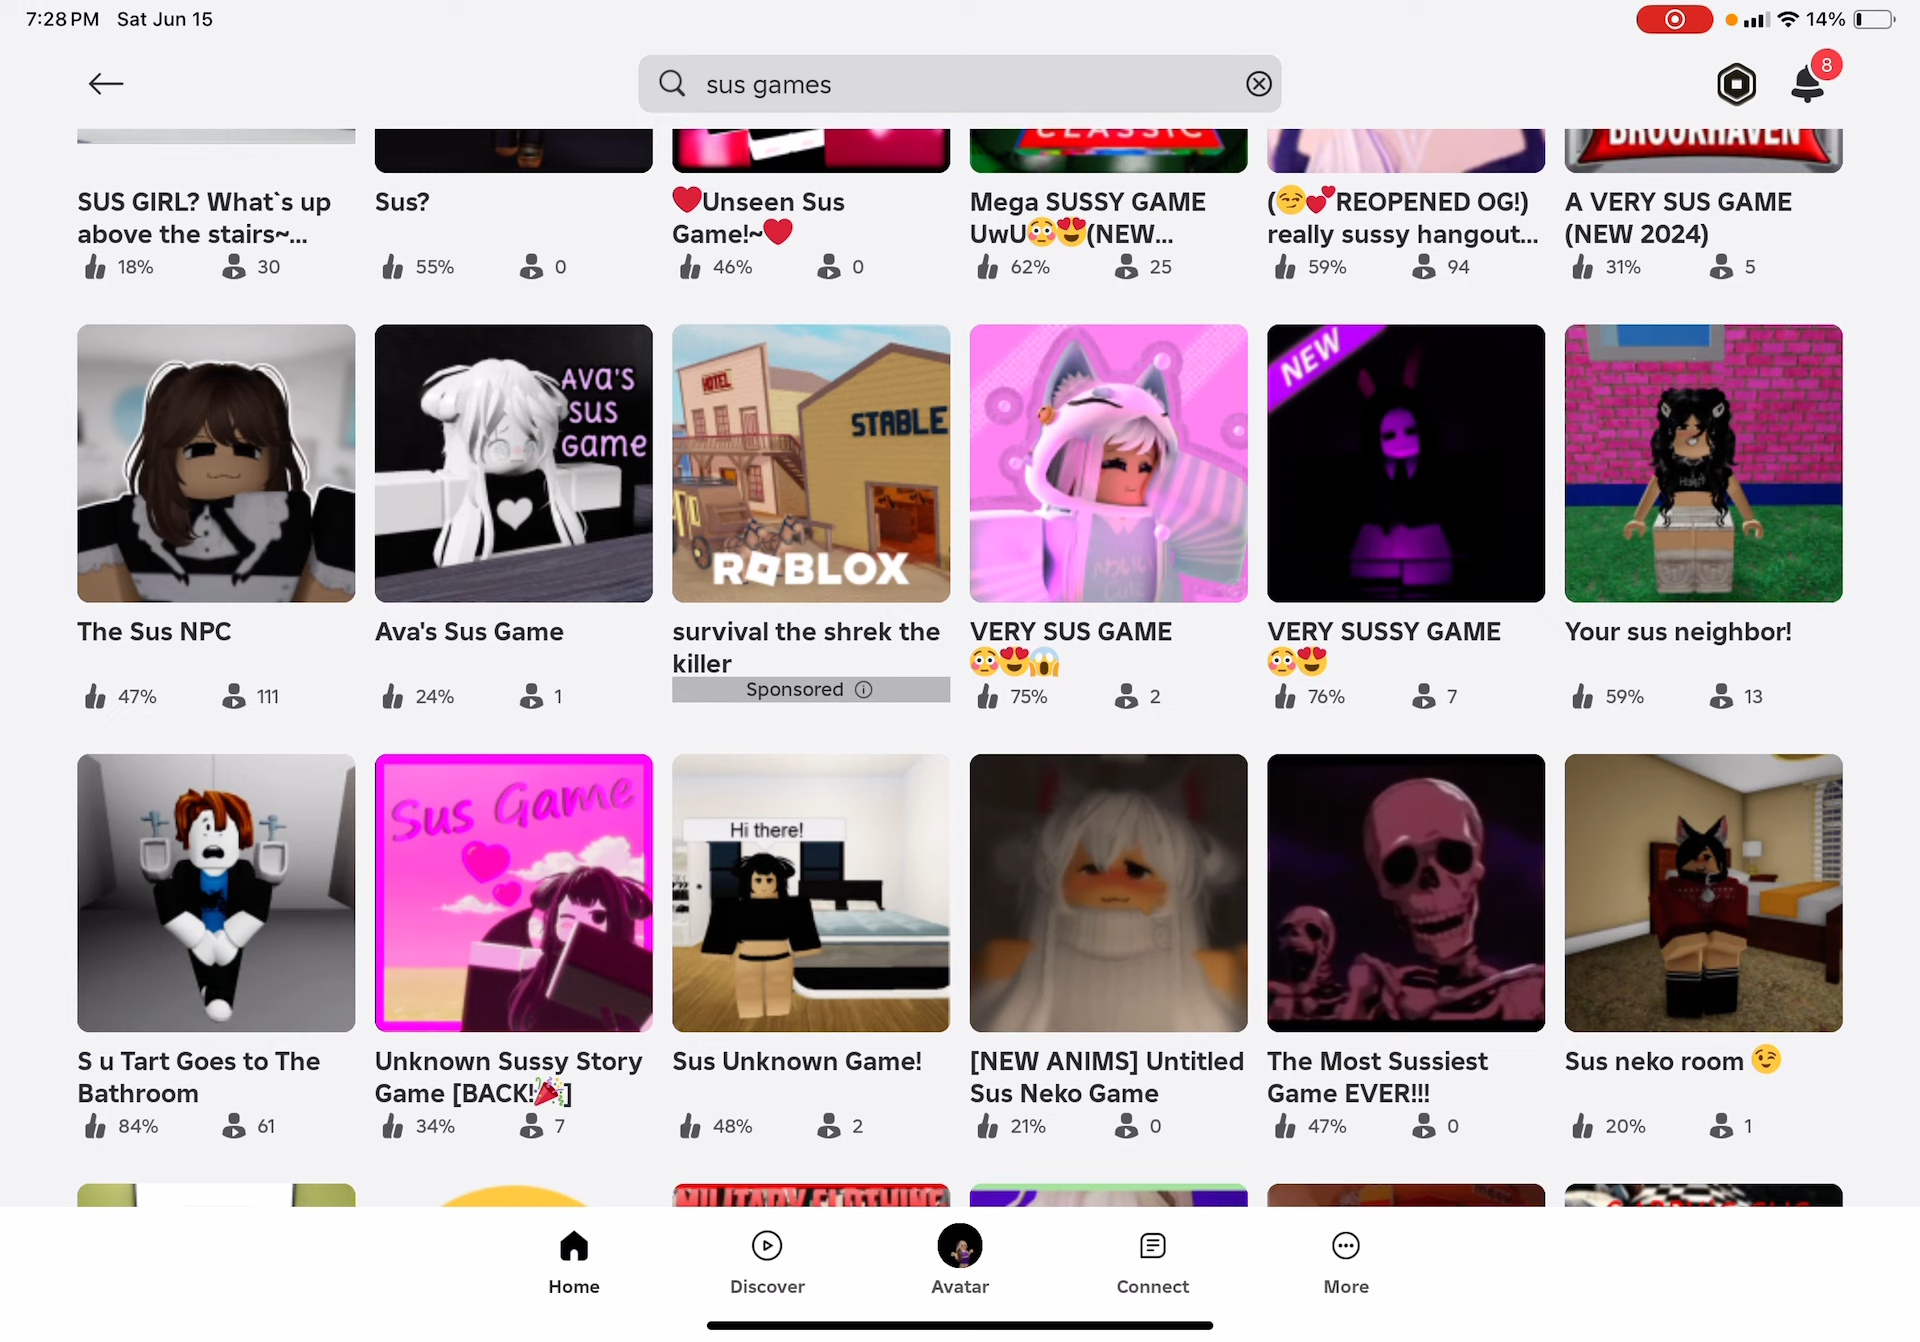 7:28 PM Sat Jun 15
14%
sus games
8
CLASSIC
BROOKHAVEN
SUS GIRL? What`s up above the stairs~...
18% 30
Sus?
55% 0
❤️Unseen Sus Game!~❤️
46% 0
Mega SUSSY GAME UwU😳😍(NEW...
62% 25
(😏💕REOPENED OG!) really sussy hangout...
59% 94
A VERY SUS GAME (NEW 2024)
31% 5
AVA'S
SUS
GAME
HOTEL
STABLE
ROBLOX
NEW
The Sus NPC
47% 111
Ava's Sus Game
24% 1
survival the shrek the killer
Sponsored
VERY SUS GAME 😳😍😱
75% 2
VERY SUSSY GAME 😳😍
76% 7
Your sus neighbor!
59% 13
Sus Game
Hi there!
S u Tart Goes to The Bathroom
84% 61
Unknown Sussy Story Game [BACK!🎉]
34% 7
Sus Unknown Game!
48% 2
[NEW ANIMS] Untitled Sus Neko Game
21% 0
The Most Sussiest Game EVER!!!
47% 0
Sus neko room 😉
20% 1
MILITARY CLOTHING
Home
Discover
Avatar
Connect
More